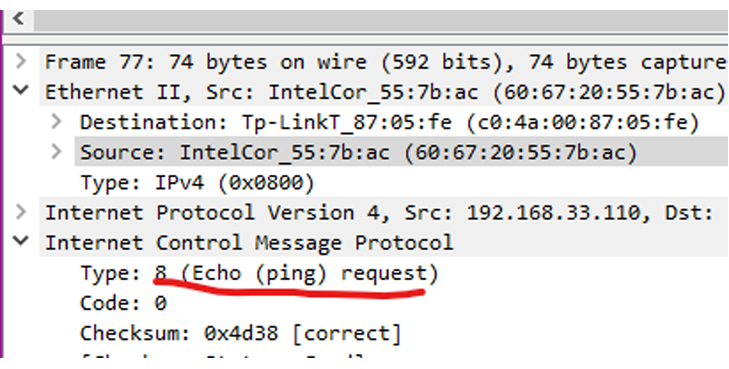 Frame 77: 74 bytes on wire (592 bits), 74 bytes capture
Ethernet II, Src: IntelCor_55:7b:ac (60:67:20:55:7b:ac)
Destination: Tp-LinkT_87:05:fe (c0:4a:00:87:05:fe)
Source: IntelCor_55:7b:ac (60:67:20:55:7b:ac)
Type: IPv4 (0x0800)
Internet Protocol Version 4, Src: 192.168.33.110, Dst:
Internet Control Message Protocol
Type: 8 (Echo (ping) request)
Code: 0
Checksum: 0x4d38 [correct]